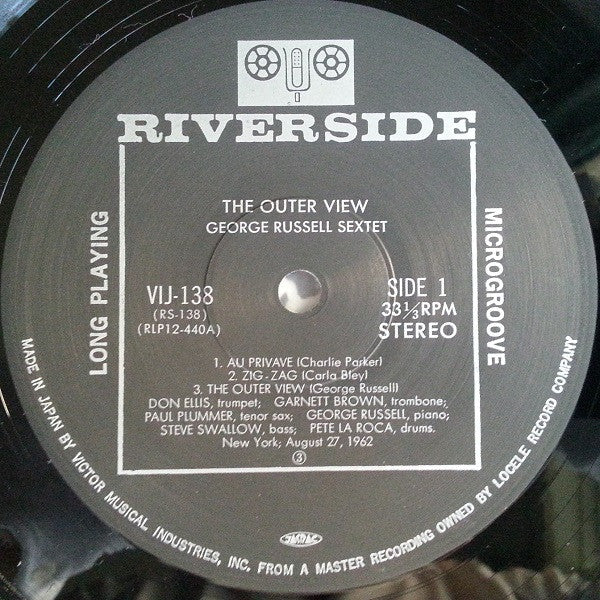 RIVERSIDE
THE OUTER VIEW
GEORGE RUSSELL SEXTET
LONG PLAYING
MICROGROOVE
VIJ-138
(RS-138)
(RLP12-440A)
SIDE 1
33 1/3 RPM
STEREO
1. AU PRIVAVE (Charlie Parker)
2. ZIG-ZAG (Carla Bley)
3. THE OUTER VIEW (George Russell)
DON ELLIS, trumpet; GARNETT BROWN, trombone;
PAUL PLUMMER, tenor sax; GEORGE RUSSELL, piano;
STEVE SWALLOW, bass; PETE LA ROCA, drums.
New York; August 27, 1962
③
MADE IN JAPAN BY VICTOR MUSICAL INDUSTRIES, INC. FROM A MASTER RECORDING OWNED BY LOCELE RECORD COMPANY